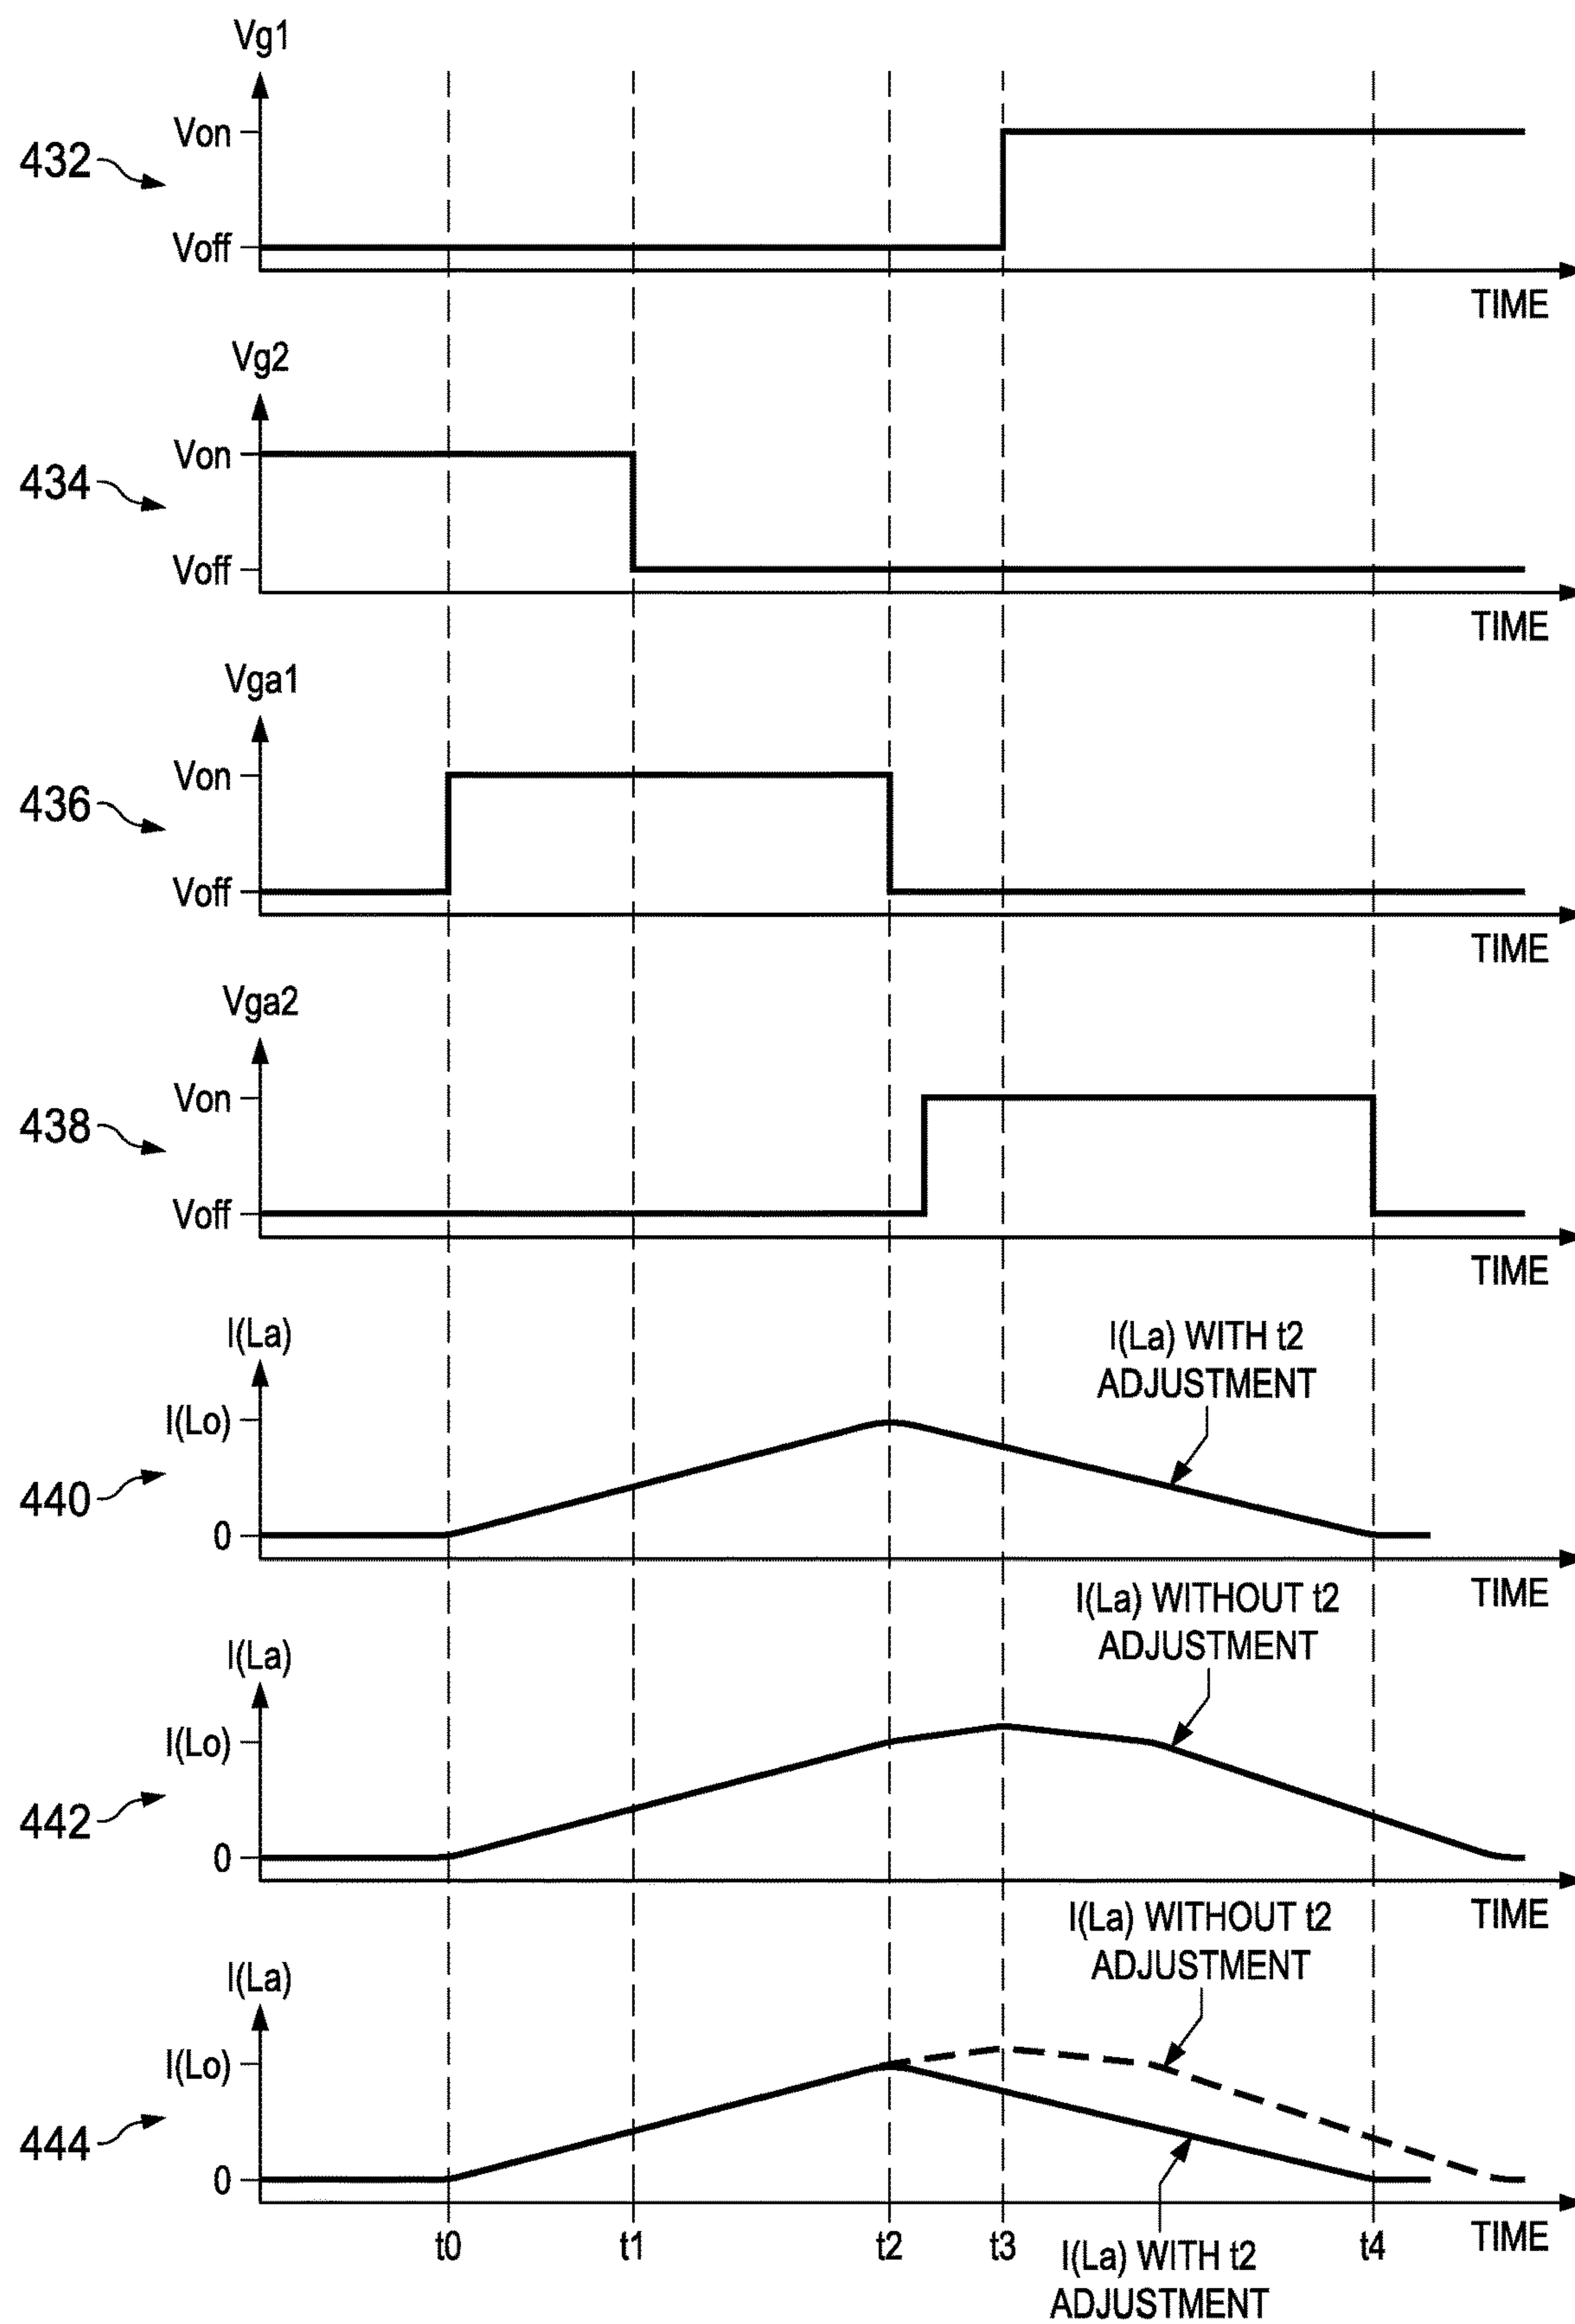 Vg1
Von
432
Voff
TIME
Vg2
Von
434
Voff
TIME
Vga1
Von
436
Voff
TIME
Vga2
Von
438
Voff
TIME
I(La)
I(La) WITH t2
ADJUSTMENT
I(Lo)
440
0
TIME
I(La) WITHOUT t2
ADJUSTMENT
I(La)
I(Lo)
442
0
TIME
I(La) WITHOUT t2
ADJUSTMENT
I(La)
I(Lo)
444
0
t0 t1 t2 t3 t4 TIME
I(La) WITH t2
ADJUSTMENT